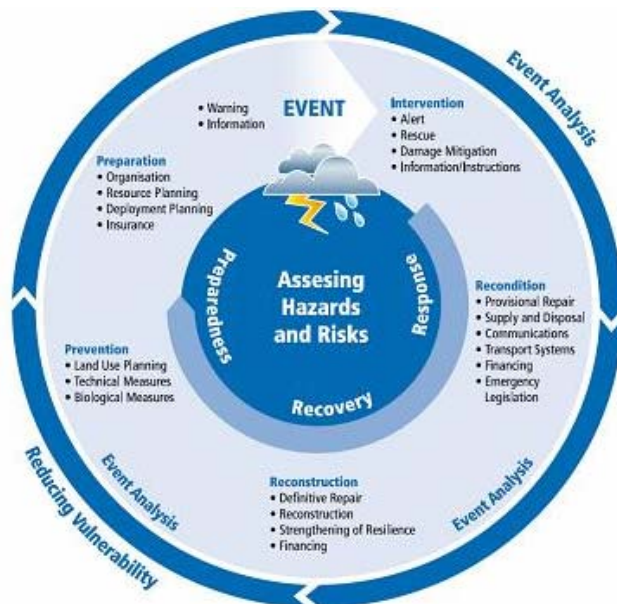 EVENT
• Warning
• Information
Intervention
• Alert
• Rescue
• Damage Mitigation
• Information/Instructions
Event Analysis
Preparation
• Organisation
• Resource Planning
• Deployment Planning
• Insurance
Assesing
Hazards
and Risks
Preparedness
Response
Recovery
Recondition
• Provisional Repair
• Supply and Disposal
• Communications
• Transport Systems
• Financing
• Emergency
Legislation
Prevention
• Land Use Planning
• Technical Measures
• Biological Measures
Reconstruction
• Definitive Repair
• Reconstruction
• Strengthening of Resilience
• Financing
Event Analysis
Event Analysis
Reducing Vulnerability